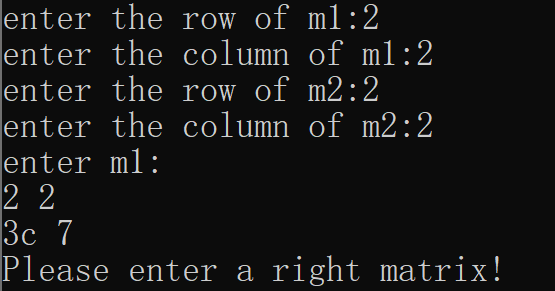 enter the row of m1:2
enter the column of m1:2
enter the row of m2:2
enter the column of m2:2
enter m1:
2 2
3c 7
Please enter a right matrix!